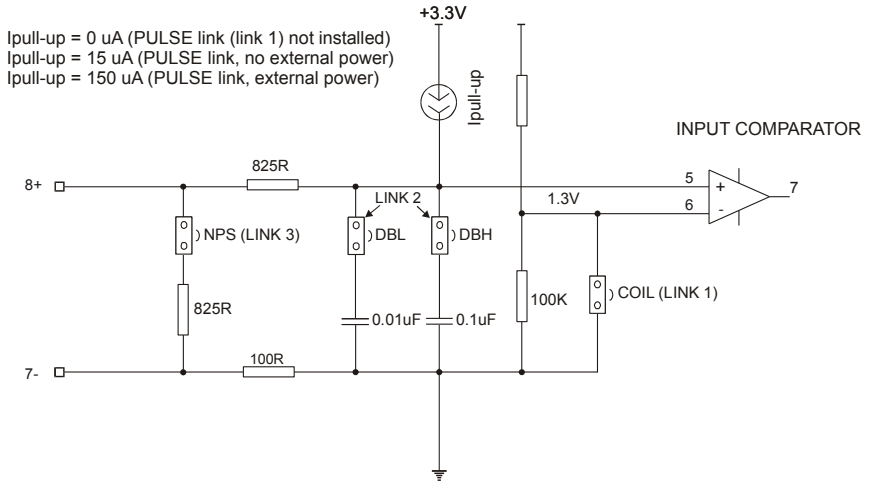 +3.3V
Ipull-up = 0 uA (PULSE link (link 1) not installed)
Ipull-up = 15 uA (PULSE link, no external power)
Ipull-up = 150 uA (PULSE link, external power)
Ipull-up
INPUT COMPARATOR
825R
8+
5
+
7
LINK 2
1.3V
6
-
NPS (LINK 3)
DBL
DBH
825R
0.01uF
0.1uF
100K
COIL (LINK 1)
100R
7-